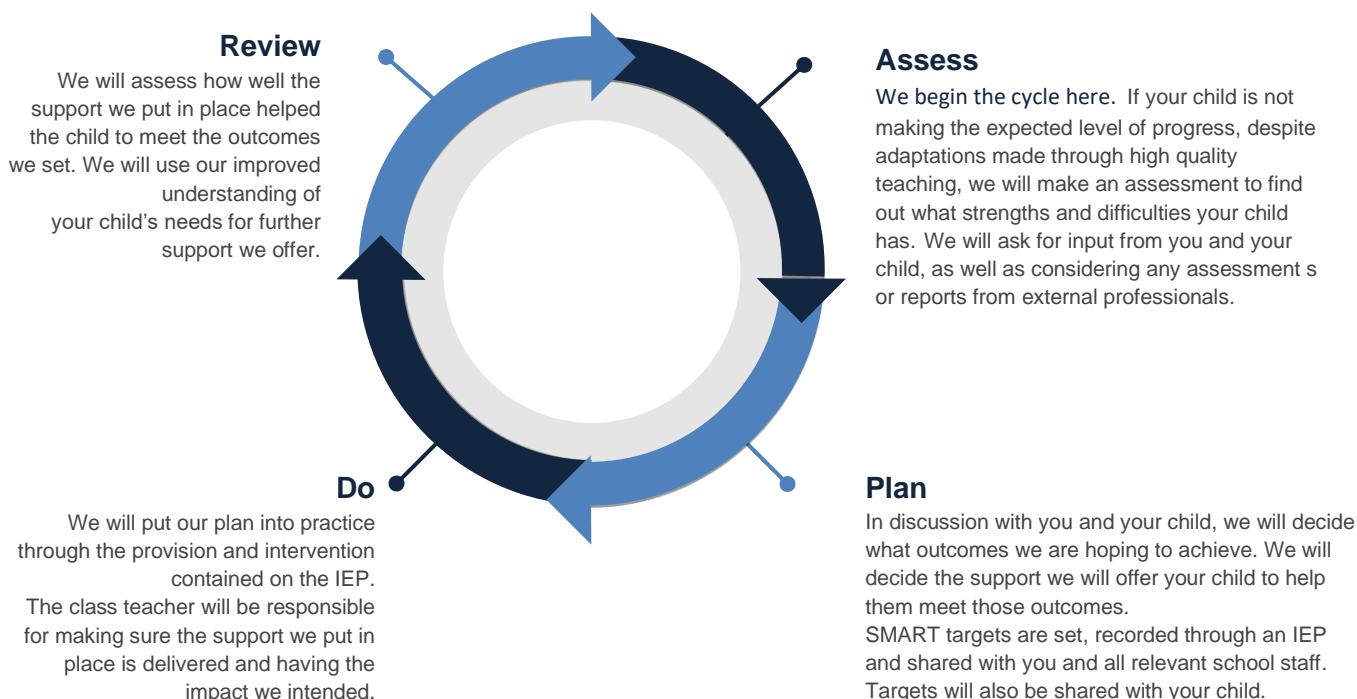 Review
We will assess how well the
support we put in place helped
the child to meet the outcomes
we set. We will use our improved
understanding of
your child’s needs for further
support we offer.
Assess
We begin the cycle here. If your child is not
making the expected level of progress, despite
adaptations made through high quality
teaching, we will make an assessment to find
out what strengths and difficulties your child
has. We will ask for input from you and your
child, as well as considering any assessment s
or reports from external professionals.
Do
We will put our plan into practice
through the provision and intervention
contained on the IEP.
The class teacher will be responsible
for making sure the support we put in
place is delivered and having the
impact we intended.
Plan
In discussion with you and your child, we will decide
what outcomes we are hoping to achieve. We will
decide the support we will offer your child to help
them meet those outcomes.
SMART targets are set, recorded through an IEP
and shared with you and all relevant school staff.
Targets will also be shared with your child.